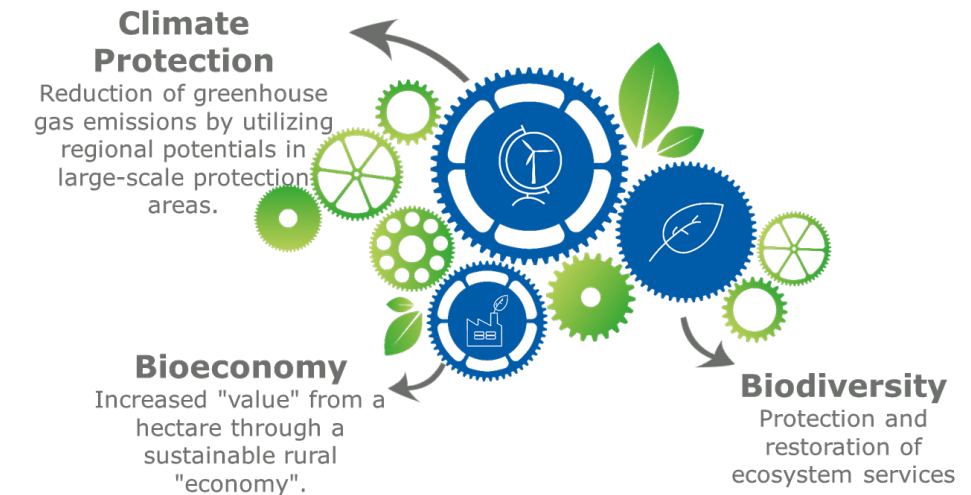 Climate
Protection
Reduction of greenhouse
gas emissions by utilizing
regional potentials in
large-scale protection
areas.
Bioeconomy
Increased "value" from a
hectare through a
sustainable rural
"economy".
Biodiversity
Protection and
restoration of
ecosystem services